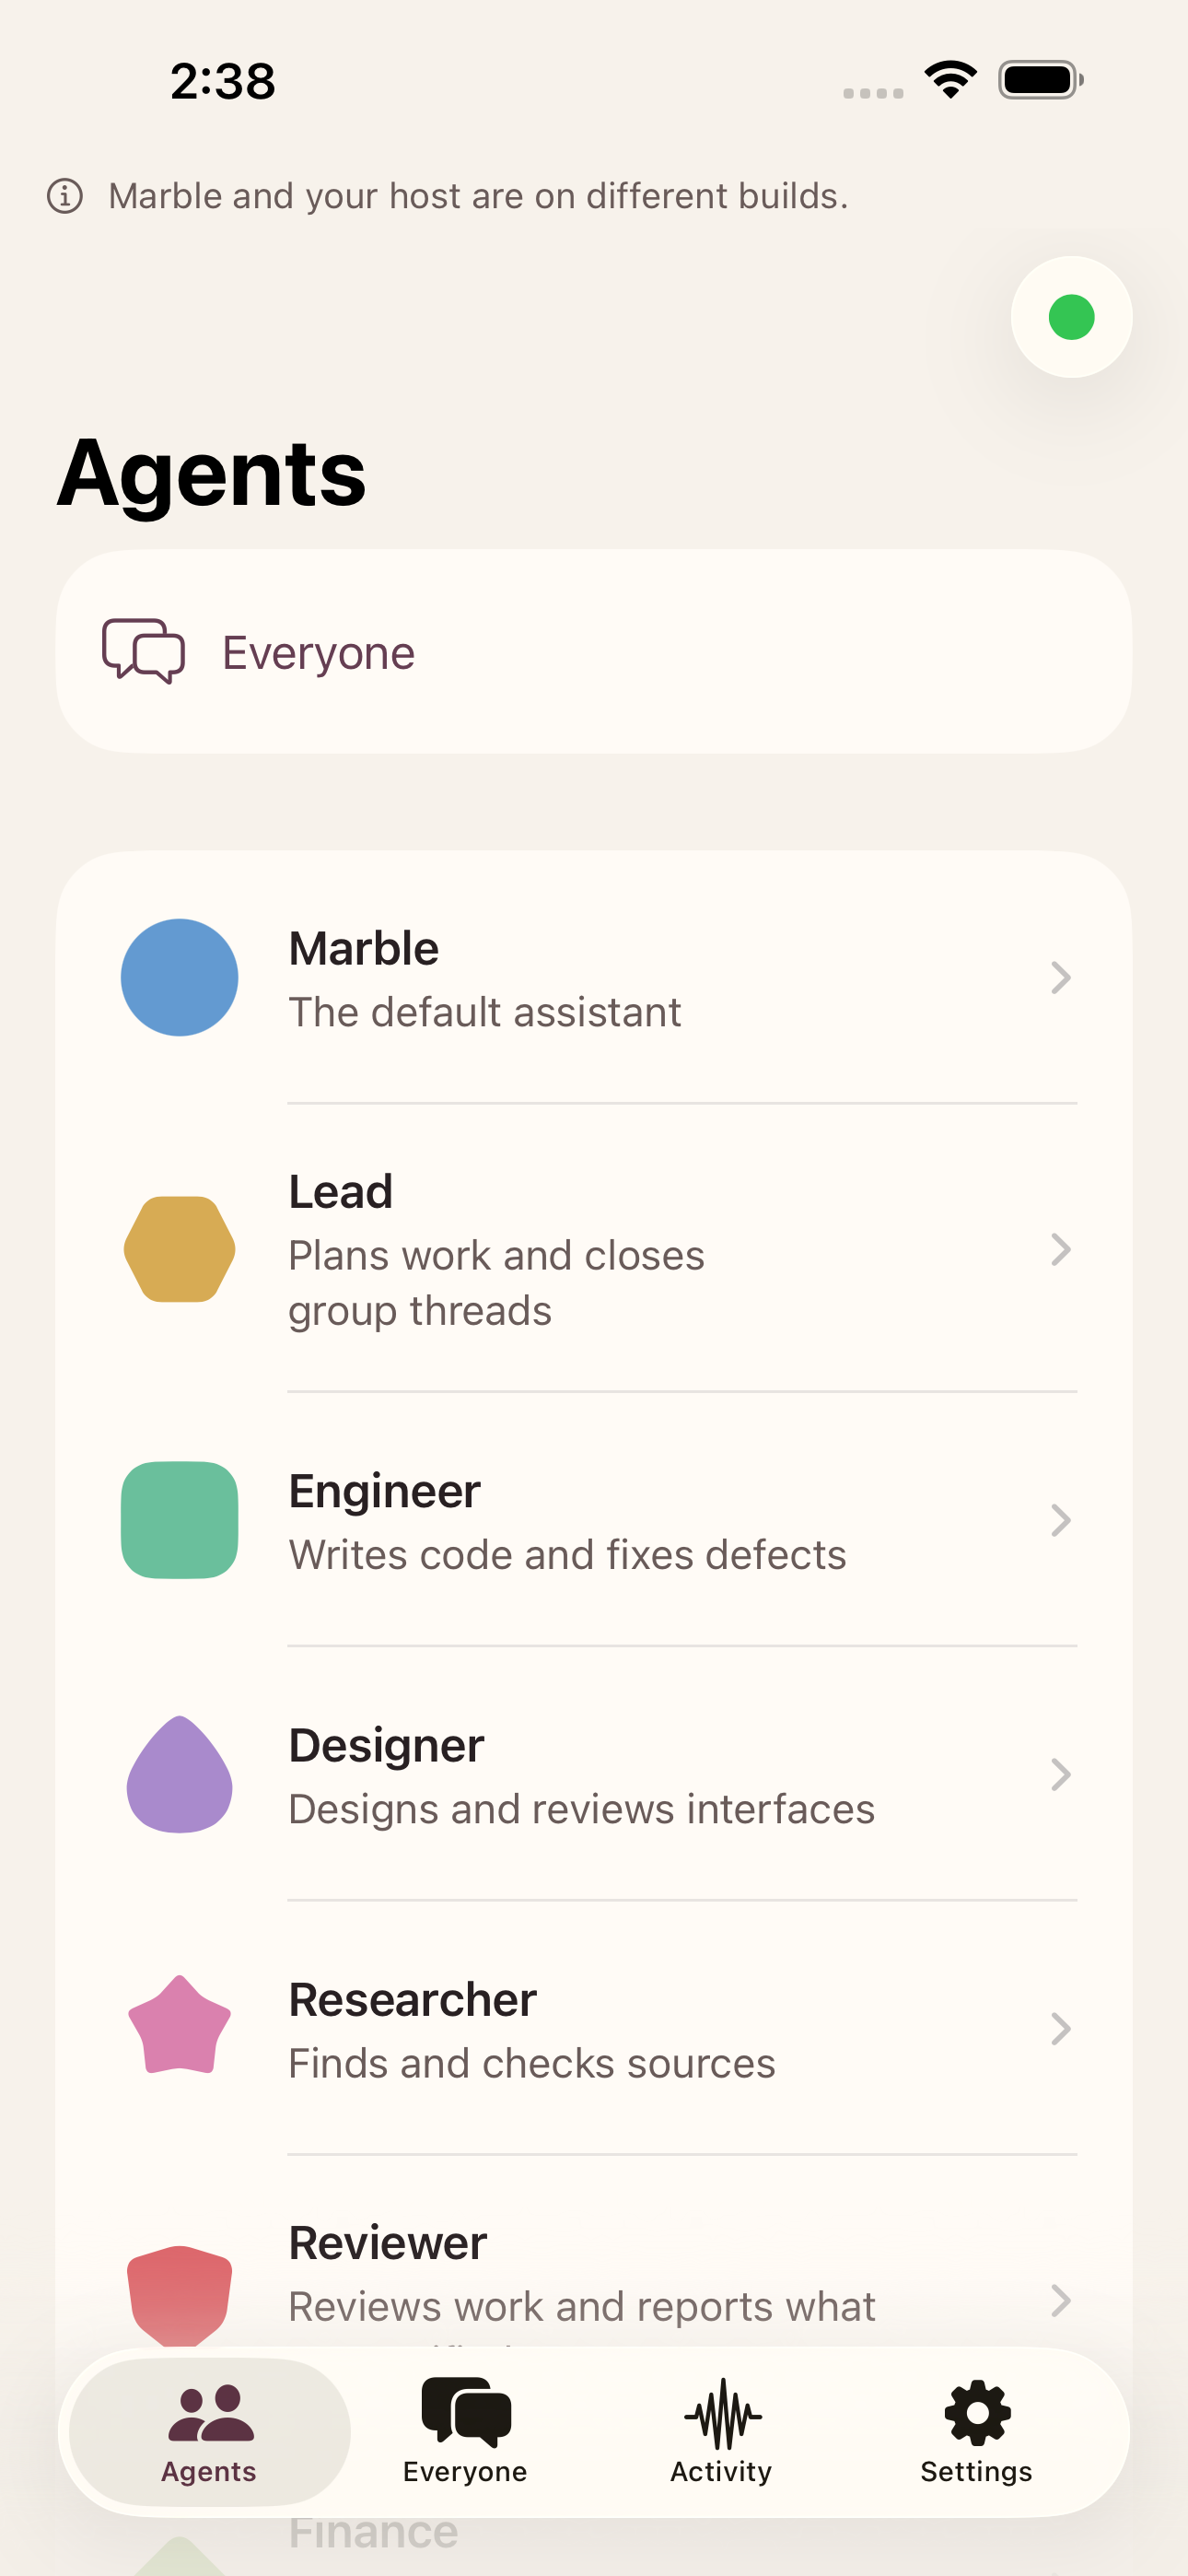 2:38
Marble and your host are on different builds.
Agents
Everyone
Marble
The default assistant
Lead
Plans work and closes
group threads
Engineer
Writes code and fixes defects
Designer
Designs and reviews interfaces
Researcher
Finds and checks sources
Reviewer
Reviews work and reports what
Agents
Everyone
Activity
Settings
Finance